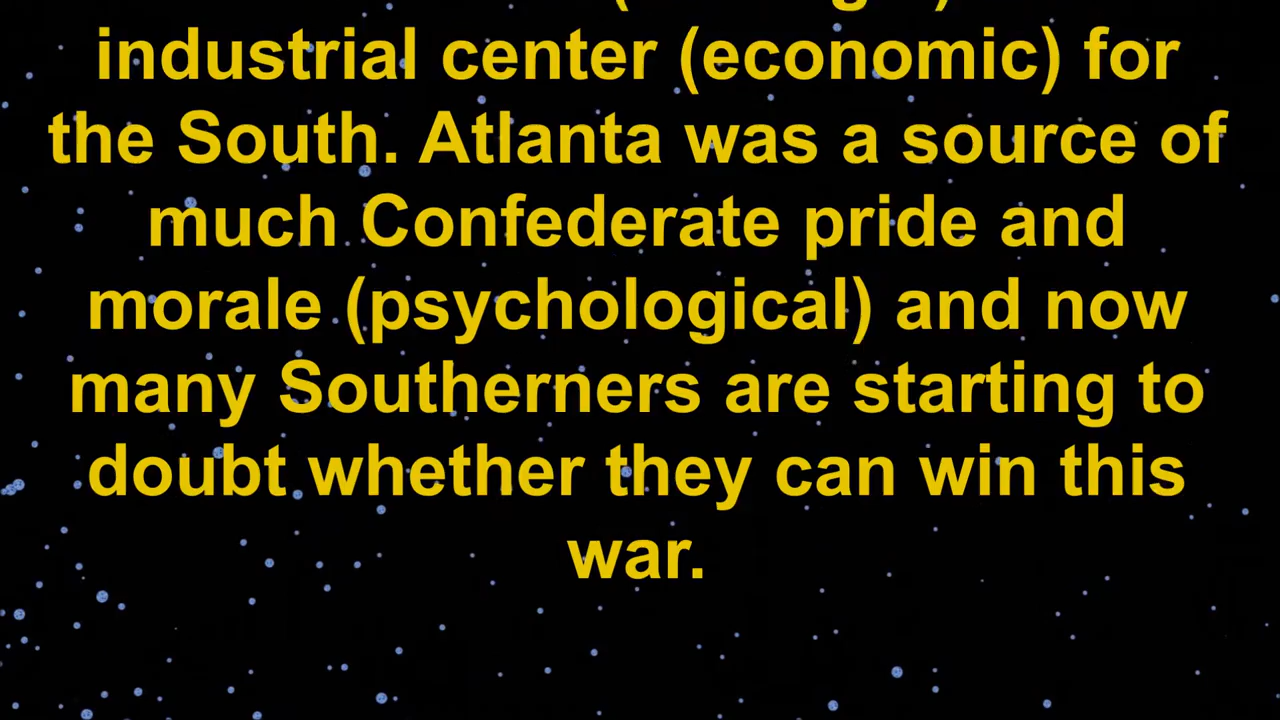 industrial center (economic) for
the South. Atlanta was a source of
much Confederate pride and
morale (psychological) and now
many Southerners are starting to
doubt whether they can win this
war.